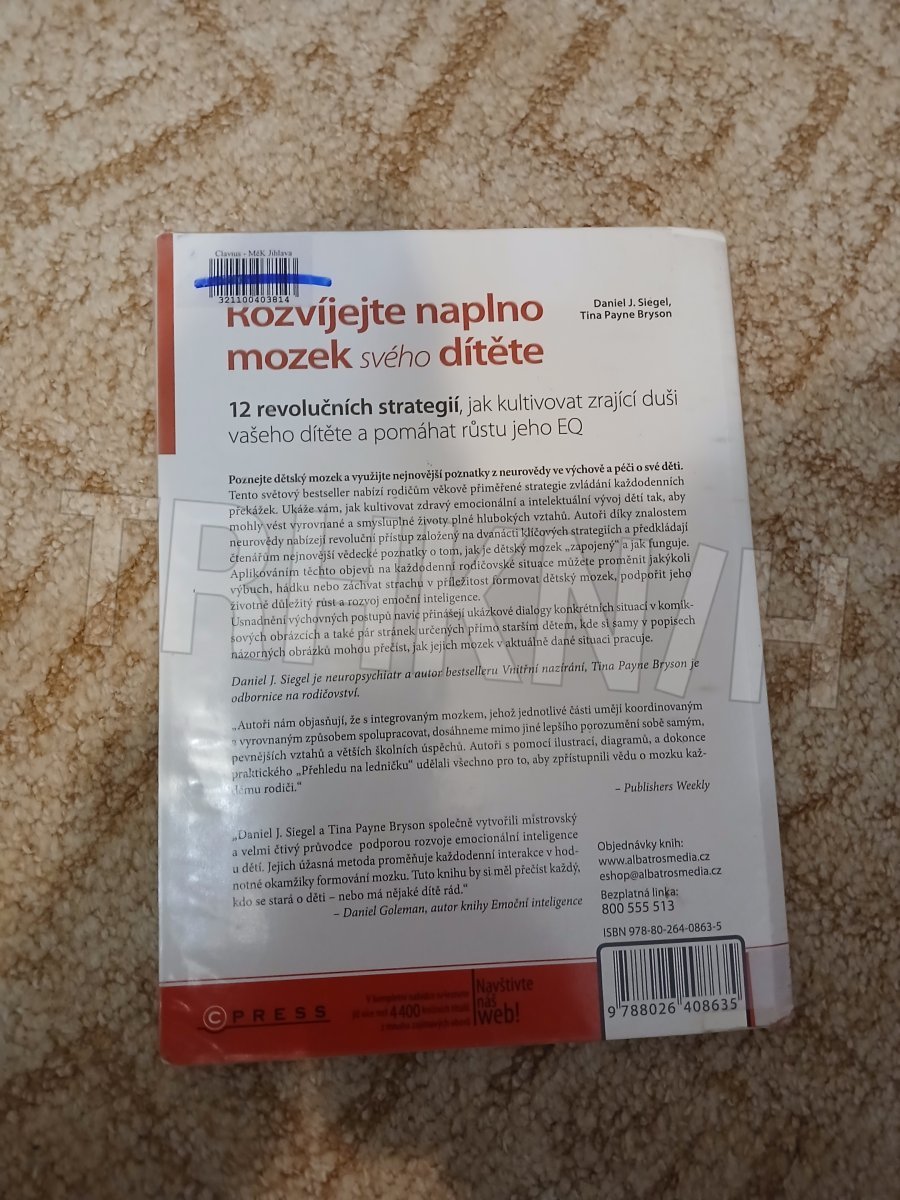 Clavius - MěK Jihlava
321100403814
Rozvíjejte naplno
mozek svého dítěte
Daniel J. Siegel,
Tina Payne Bryson
12 revolučních strategií, jak kultivovat zrající duši
vašeho dítěte a pomáhat růstu jeho EQ
Poznejte dětský mozek a využijte nejnovější poznatky z neurovědy ve výchově a péči o své děti.
Tento světový bestseller nabízí rodičům věkově přiměřené strategie zvládání každodenních
překážek. Ukáže vám, jak kultivovat zdravý emocionální a intelektuální vývoj dětí tak, aby
mohly vést vyrovnané a smysluplné životy plné hlubokých vztahů. Autoři díky znalostem
neurovědy nabízejí revoluční přístup založený na dvanácti klíčových strategiích a předkládají
čtenářům nejnovější vědecké poznatky o tom, jak je dětský mozek „zapojený“ a jak funguje.
Aplikováním těchto objevů na každodenní rodičovské situace můžete proměnit jakýkoli
výbuch, hádku nebo záchvat strachu v příležitost formovat dětský mozek, podpořit jeho
životně důležitý růst a rozvoj emoční inteligence.
Usnadnění výchovných postupů navíc přinášejí ukázkové dialogy konkrétních situací v komik-
sových obrázcích a také pár stránek určených přímo starším dětem, kde si samy v popisech
názorných obrázků mohou přečíst, jak jejich mozek v aktuálně dané situaci pracuje.
Daniel J. Siegel je neuropsychiatr a autor bestselleru Vnitřní nazírání, Tina Payne Bryson je
odbornice na rodičovství.
„Autoři nám objasňují, že s integrovaným mozkem, jehož jednotlivé části umějí koordinovaným
a vyrovnaným způsobem spolupracovat, dosáhneme mimo jiné lepšího porozumění sobě samým,
pevnějších vztahů a větších školních úspěchů. Autoři s pomocí ilustrací, diagramů, a dokonce
praktického „Přehledu na ledničku“ udělali všechno pro to, aby zpřístupnili vědu o mozku kaž-
dému rodiči.“
– Publishers Weekly
„Daniel J. Siegel a Tina Payne Bryson společně vytvořili mistrovský
a velmi čtivý průvodce podporou rozvoje emocionální inteligence
u dětí. Jejich úžasná metoda proměňuje každodenní interakce v hod-
notné okamžiky formování mozku. Tuto knihu by si měl přečíst každý,
kdo se stará o děti – nebo má nějaké dítě rád.“
– Daniel Goleman, autor knihy Emoční inteligence
Objednávky knih:
www.albatrosmedia.cz
eshop@albatrosmedia.cz
Bezplatná linka:
800 555 513
ISBN 978-80-264-0863-5
9 788026 408635
C PRESS
V kompletní nabídce naleznete
již více než 4 400 knižních titulů
z mnoha zajímavých oborů
Navštivte
náš
web!
TRHKNIH